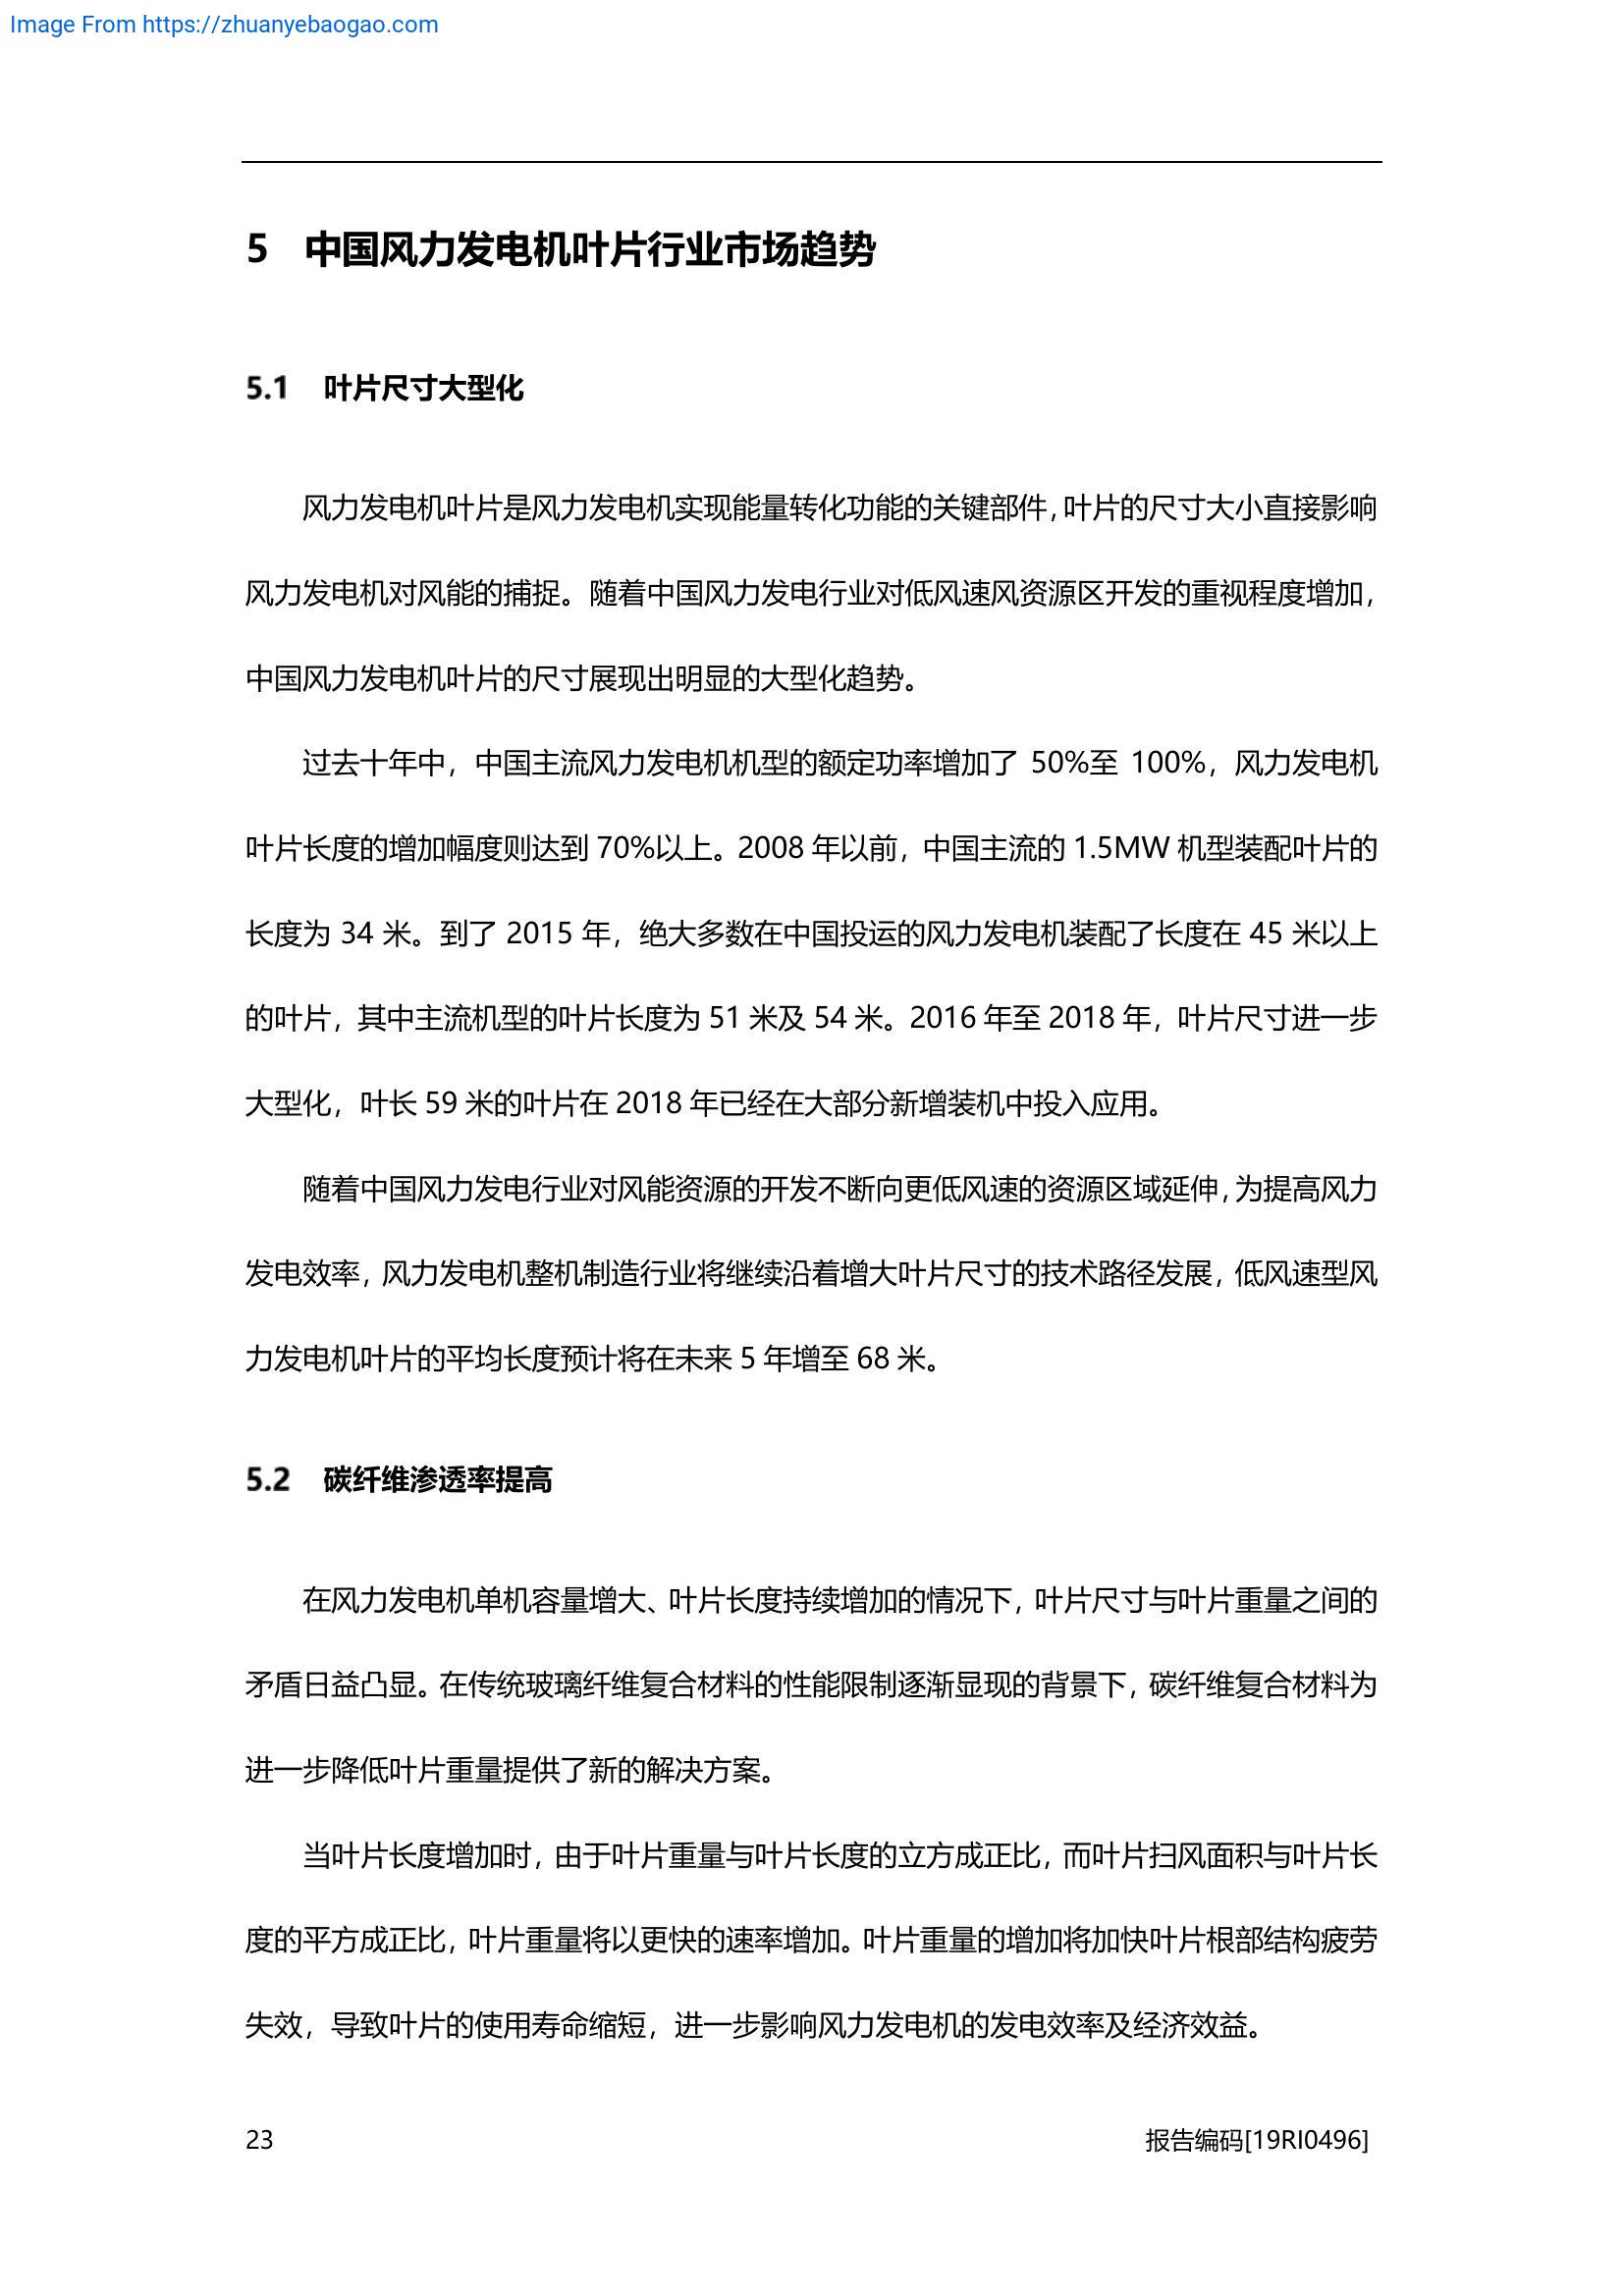 Image From https://zhuanyebaogao.com
5 中国风力发电机叶片行业市场趋势
5.1 叶片尺寸大型化
风力发电机叶片是风力发电机实现能量转化功能的关键部件，叶片的尺寸大小直接影响
风力发电机对风能的捕捉。随着中国风力发电行业对低风速风资源区开发的重视程度增加，
中国风力发电机叶片的尺寸展现出明显的大型化趋势。
过去十年中，中国主流风力发电机机型的额定功率增加了 50%至 100%，风力发电机
叶片长度的增加幅度则达到 70%以上。2008 年以前，中国主流的 1.5MW 机型装配叶片的
长度为 34 米。到了 2015 年，绝大多数在中国投运的风力发电机装配了长度在 45 米以上
的叶片，其中主流机型的叶片长度为 51 米及 54 米。2016 年至 2018 年，叶片尺寸进一步
大型化，叶长 59 米的叶片在 2018 年已经在大部分新增装机中投入应用。
随着中国风力发电行业对风能资源的开发不断向更低风速的资源区域延伸，为提高风力
发电效率，风力发电机整机制造行业将继续沿着增大叶片尺寸的技术路径发展，低风速型风
力发电机叶片的平均长度预计将在未来 5 年增至 68 米。
5.2 碳纤维渗透率提高
在风力发电机单机容量增大、叶片长度持续增加的情况下，叶片尺寸与叶片重量之间的
矛盾日益凸显。在传统玻璃纤维复合材料的性能限制逐渐显现的背景下，碳纤维复合材料为
进一步降低叶片重量提供了新的解决方案。
当叶片长度增加时，由于叶片重量与叶片长度的立方成正比，而叶片扫风面积与叶片长
度的平方成正比，叶片重量将以更快的速率增加。叶片重量的增加将加快叶片根部结构疲劳
失效，导致叶片的使用寿命缩短，进一步影响风力发电机的发电效率及经济效益。
23 报告编码[19RI0496]